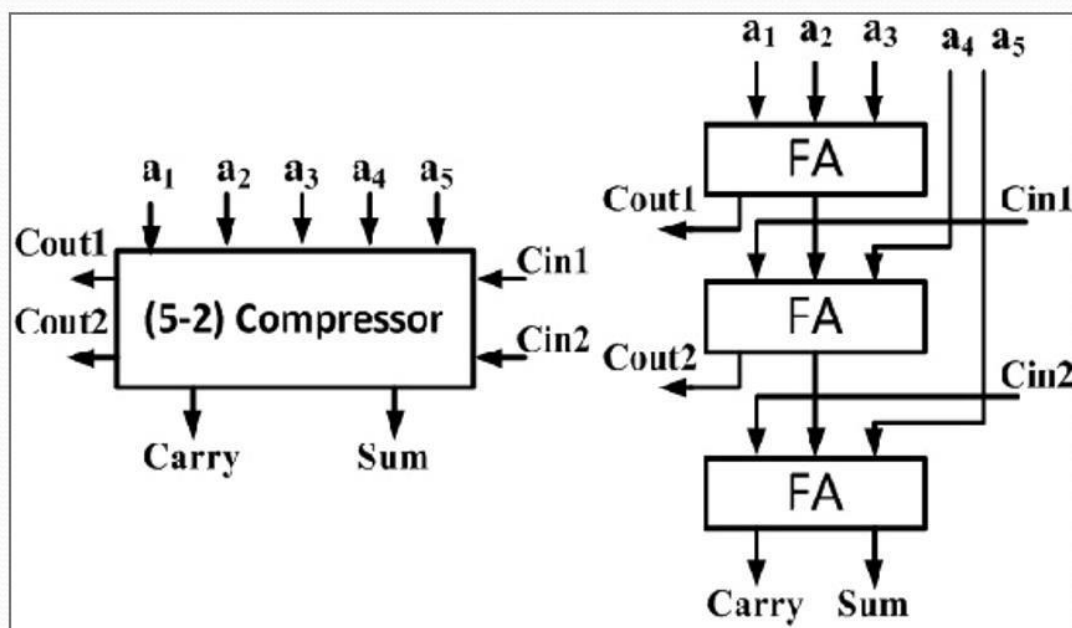 a1 a2 a3 a4 a5
Cout1
Cin1
(5-2) Compressor
Cout2
Cin2
Carry Sum
a1 a2 a3 a4 a5
FA
Cout1
Cin1
FA
Cout2
Cin2
FA
Carry Sum